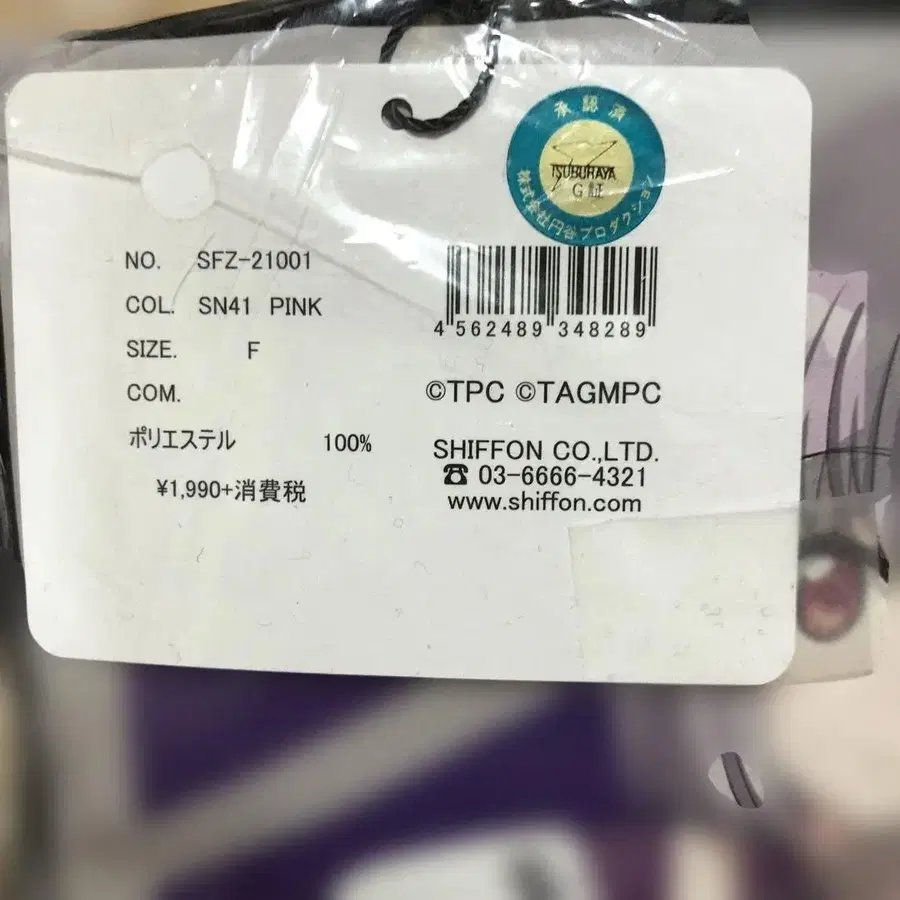 承認済
TSUBURAYA
G証
株式会社円谷プロダクション
NO. SFZ-21001
COL. SN41 PINK
SIZE. F
COM.
ポリエステル 100%
¥1,990+消費税
4 562489 348289
©TPC ©TAGMPC
SHIFFON CO.,LTD.
☎ 03-6666-4321
www.shiffon.com